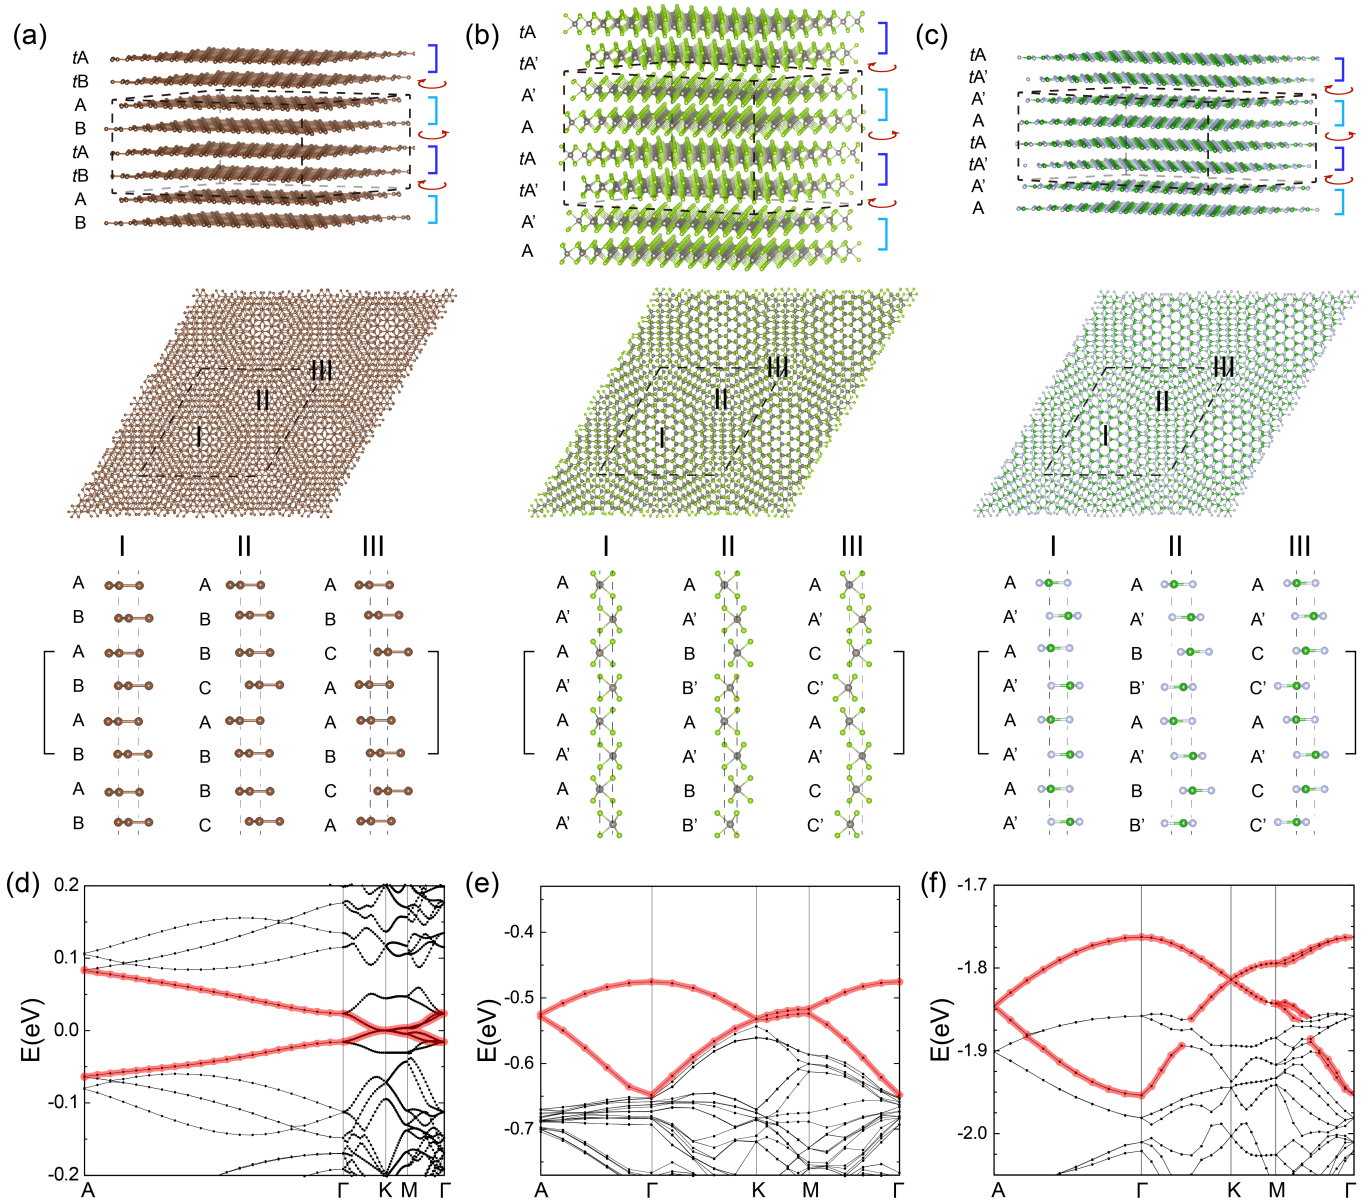 (a)
tA
tB
A
B
tA
tB
A
B
(b)
tA
tA'
A'
A
tA
tA'
A'
A
(c)
tA
tA'
A'
A
tA
tA'
A'
A
I
II
III
I
II
III
I
II
III
I II III
A A A
B B B
A B C
B C A
A A A
B B B
A B C
B C A
I II III
A A A
A' A' A'
A B C
A' B' C'
A A A
A' A' A'
A B C
A' B' C'
I II III
A A A
A' A' A'
A B C
A' B' C'
A A A
A' A' A'
A B C
A' B' C'
(d)
E(eV)
0.2
0.1
0.0
-0.1
-0.2
A Γ K M Γ
(e)
E(eV)
-0.4
-0.5
-0.6
-0.7
A Γ K M Γ
(f)
E(eV)
-1.7
-1.8
-1.9
-2.0
A Γ K M Γ